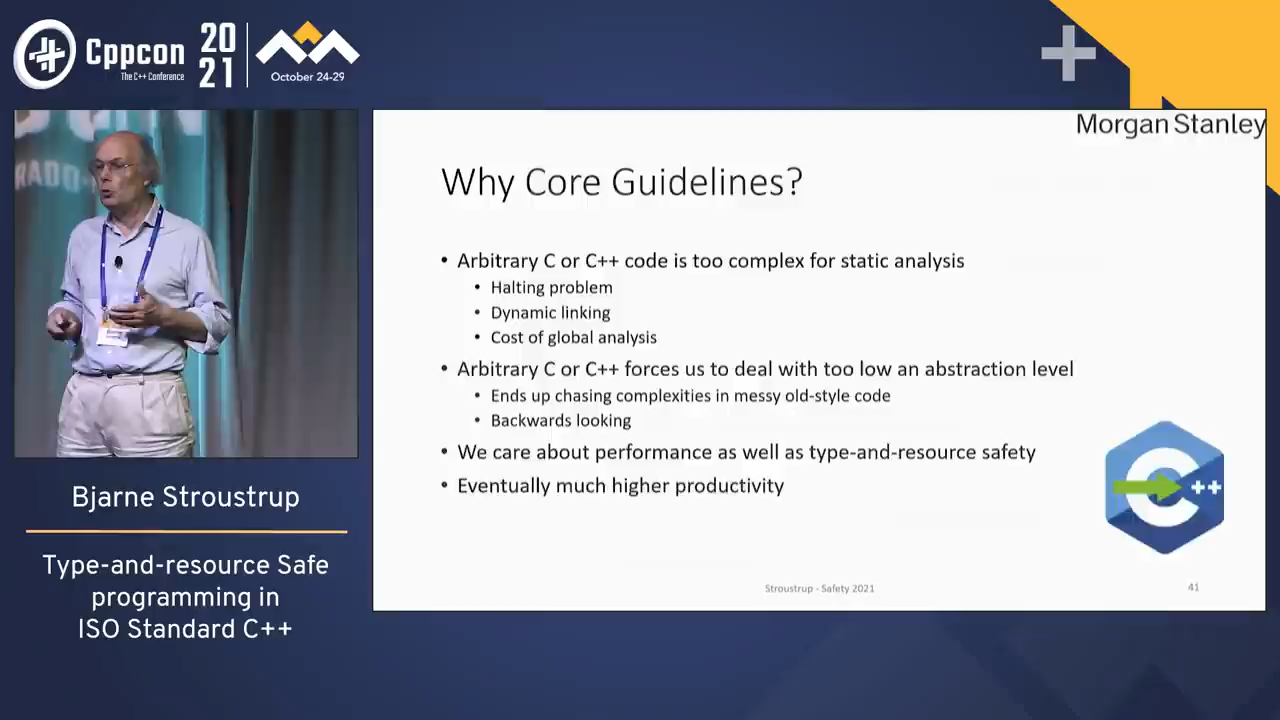 Cppcon
The C++ Conference
20
21
October 24-29
Morgan Stanley
Why Core Guidelines?
• Arbitrary C or C++ code is too complex for static analysis
• Halting problem
• Dynamic linking
• Cost of global analysis
• Arbitrary C or C++ forces us to deal with too low an abstraction level
• Ends up chasing complexities in messy old-style code
• Backwards looking
• We care about performance as well as type-and-resource safety
• Eventually much higher productivity
C++
Stroustrup - Safety 2021
41
Bjarne Stroustrup
Type-and-resource Safe
programming in
ISO Standard C++